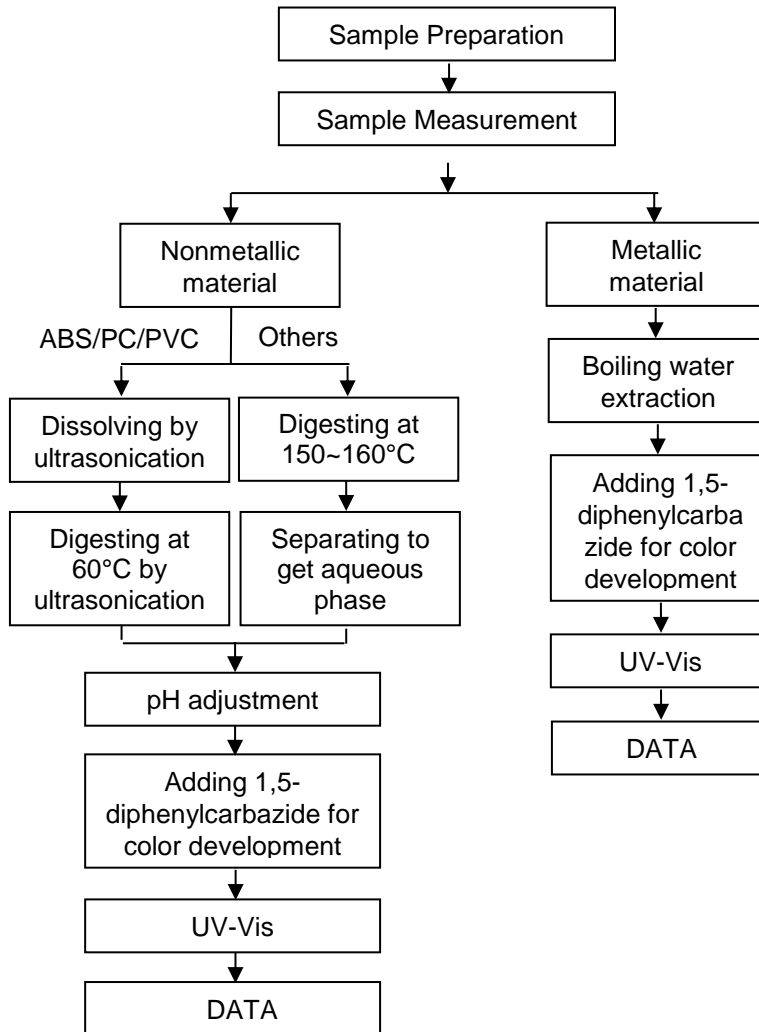 Sample Preparation
Sample Measurement
Nonmetallic
material
ABS/PC/PVC
Others
Dissolving by
ultrasonication
Digesting at
150~160°C
Digesting at
60°C by
ultrasonication
Separating to
get aqueous
phase
pH adjustment
Adding 1,5-
diphenylcarbazide for
color development
UV-Vis
DATA
Metallic
material
Boiling water
extraction
Adding 1,5-
diphenylcarba
zide for color
development
UV-Vis
DATA